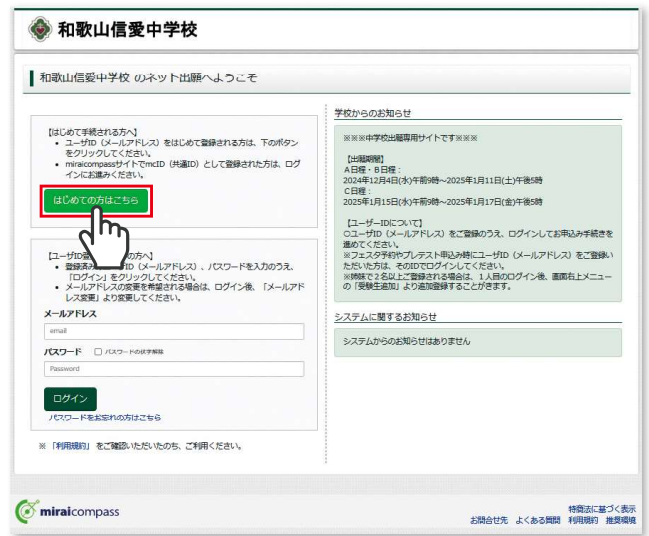 和歌山信愛中学校
和歌山信愛中学校 のネット出願へようこそ
【はじめて手続される方へ】
• ユーザID（メールアドレス）をはじめて登録される方は、下のボタン
をクリックしてください。
• miraicompassサイトでmcID（共通ID）として登録された方は、ログ
インにお進みください。
はじめての方はこちら
【ユーザID登 の方へ】
• 登録済み ID（メールアドレス）、パスワードを入力のうえ、
「ログイン」をクリックしてください。
• メールアドレスの変更を希望される場合は、ログイン後、「メールアド
レス変更」より変更してください。
メールアドレス
email
パスワード パスワードの伏字解除
Password
ログイン
パスワードをお忘れの方はこちら
※「利用規約」をご確認いただいたのち、ご利用ください。
学校からのお知らせ
※※※中学校出願専用サイトです※※※
【出願期間】
A日程・B日程：
2024年12月4日(水)午前9時～2025年1月11日(土)午後5時
C日程：
2025年1月15日(水)午前9時～2025年1月17日(金)午後5時
【ユーザーIDについて】
○ユーザID（メールアドレス）をご登録のうえ、ログインしてお申込み手続きを
進めてください。
※フェスタ予約やプレテスト申込み時にユーザID（メールアドレス）をご登録い
ただいた方は、そのIDでログインしてください。
※姉妹で2名以上ご登録される場合は、1人目のログイン後、画面右上メニュー
の「受験生追加」より追加登録することができます。
システムに関するお知らせ
システムからのお知らせはありません
miraicompass
特商法に基づく表示
お問合せ先 よくある質問 利用規約 推奨環境